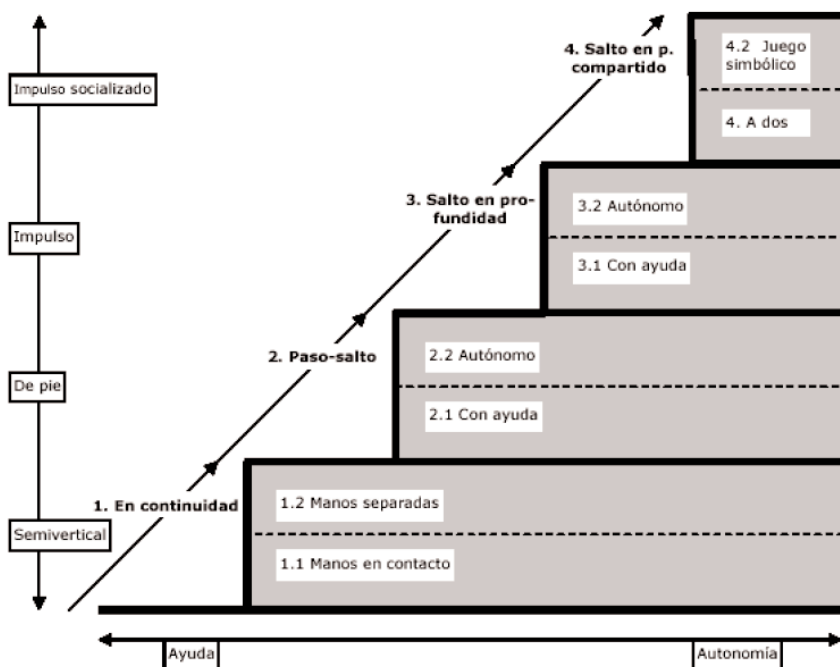 4. Salto en p.
compartido
4.2 Juego
simbólico
Impulso socializado
4. A dos
3. Salto en pro-
fundidad
3.2 Autónomo
Impulso
3.1 Con ayuda
2. Paso-salto
2.2 Autónomo
De pie
2.1 Con ayuda
1. En continuidad
1.2 Manos separadas
Semivertical
1.1 Manos en contacto
Ayuda
Autonomía